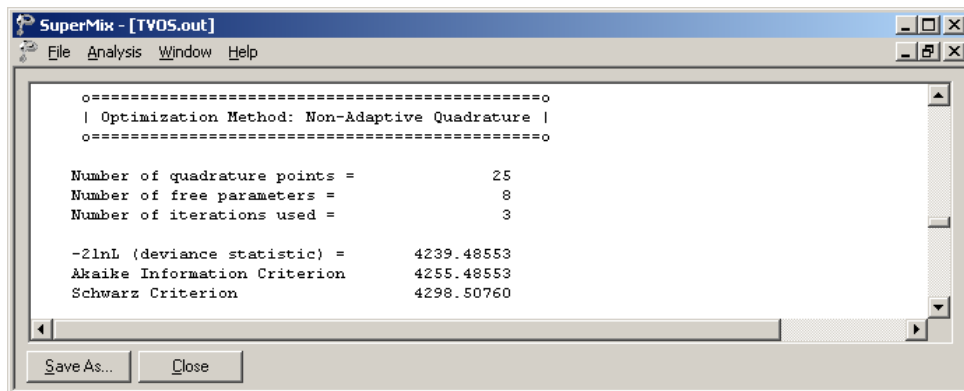 SuperMix - [TVOS.out]
File Analysis Window Help
o==============================================o
| Optimization Method: Non-Adaptive Quadrature |
o==============================================o
Number of quadrature points = 25
Number of free parameters = 8
Number of iterations used = 3
-2lnL (deviance statistic) = 4239.48553
Akaike Information Criterion 4255.48553
Schwarz Criterion 4298.50760
Save As... Close